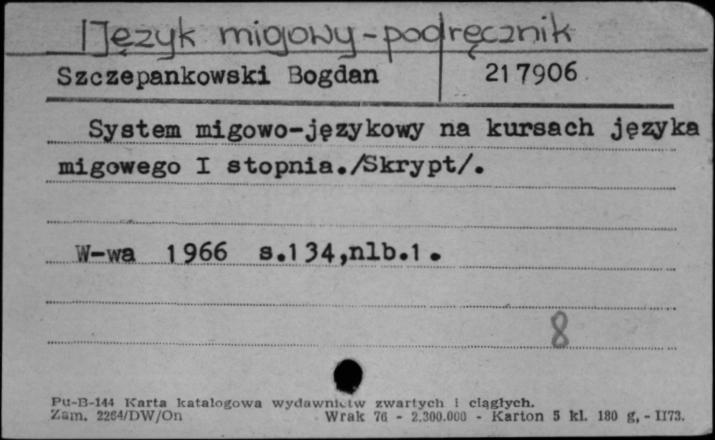 Język migowy-podręcznik
Szczepankowski Bogdan 217906
System migowo-językowy na kursach języka
migowego I stopnia./Skrypt/.
W-wa 1966 s.134,nlb.1.
8
Pu-B-144 Karta katalogowa wydawnictw zwartych i ciągłych.
Zam. 2264/DW/On Wrak 76 - 2.300.000 - Karton 5 kl. 180 g, - II73.